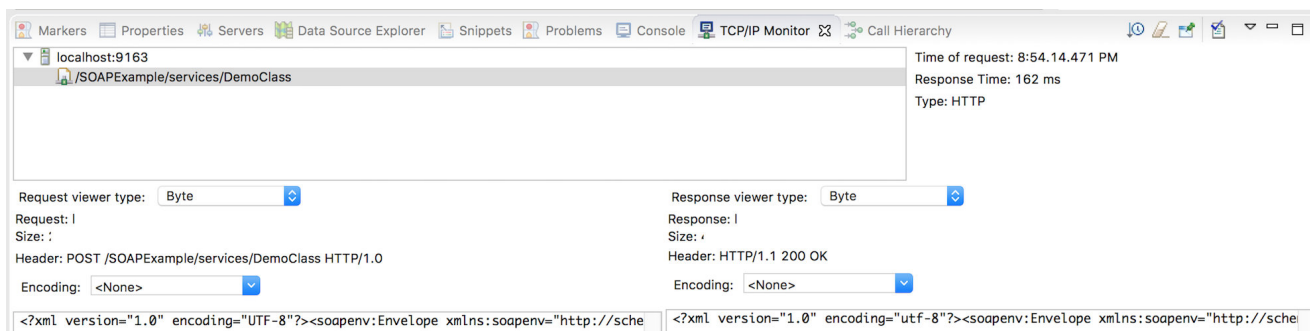 Markers Properties Servers Data Source Explorer Snippets Problems Console TCP/IP Monitor Call Hierarchy
localhost:9163
/SOAPExample/services/DemoClass
Time of request: 8:54.14.471 PM
Response Time: 162 ms
Type: HTTP
Request viewer type: Byte
Request:
Size:
Header: POST /SOAPExample/services/DemoClass HTTP/1.0
Encoding: <None>
<?xml version="1.0" encoding="UTF-8"?><soapenv:Envelope xmlns:soapenv="http://sche
Response viewer type: Byte
Response:
Size:
Header: HTTP/1.1 200 OK
Encoding: <None>
<?xml version="1.0" encoding="utf-8"?><soapenv:Envelope xmlns:soapenv="http://sche